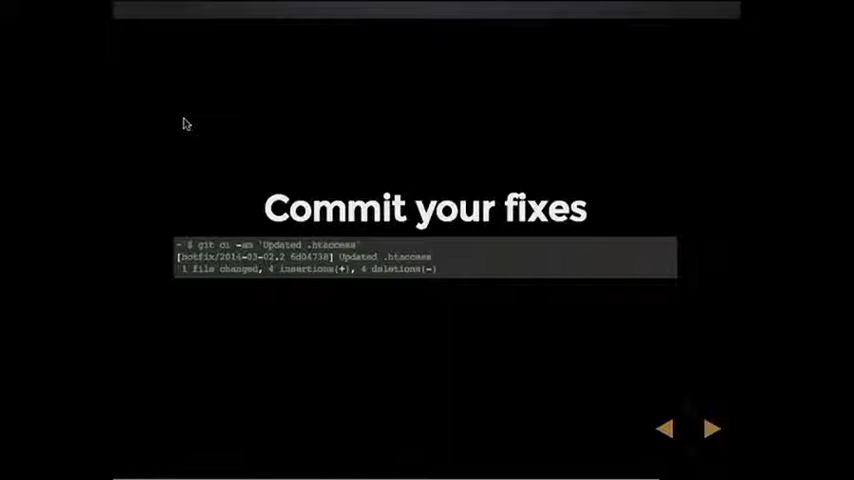 Commit your fixes
~ $ git ci -am 'Updated .htaccess'
[hotfix/2014-03-02.2 6d04738] Updated .htaccess
1 file changed, 4 insertions(+), 4 deletions(-)